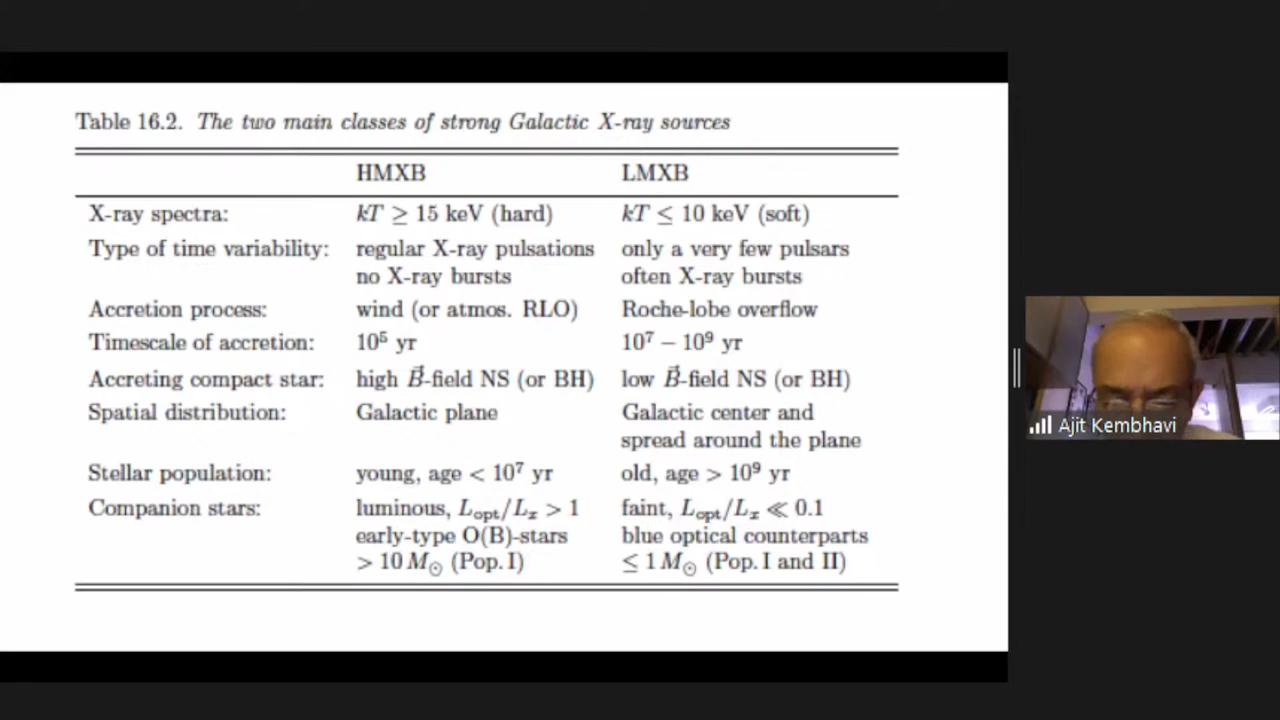 Table 16.2. The two main classes of strong Galactic X-ray sources
HMXB LMXB
X-ray spectra: kT ≥ 15 keV (hard) kT ≤ 10 keV (soft)
Type of time variability: regular X-ray pulsations only a very few pulsars
no X-ray bursts often X-ray bursts
Accretion process: wind (or atmos. RLO) Roche-lobe overflow
Timescale of accretion: 10⁵ yr 10⁷ – 10⁹ yr
Accreting compact star: high B⃗-field NS (or BH) low B⃗-field NS (or BH)
Spatial distribution: Galactic plane Galactic center and
spread around the plane
Stellar population: young, age < 10⁷ yr old, age > 10⁹ yr
Companion stars: luminous, L_opt/L_x > 1 faint, L_opt/L_x ≪ 0.1
early-type O(B)-stars blue optical counterparts
> 10 M⊙ (Pop. I) ≤ 1 M⊙ (Pop. I and II)
Ajit Kembhavi